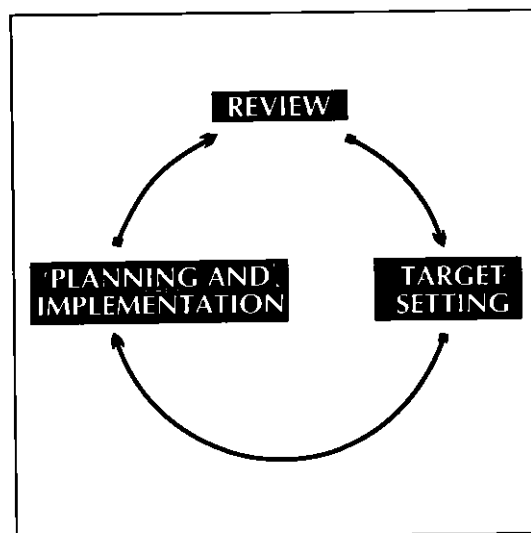 REVIEW
PLANNING AND
IMPLEMENTATION
TARGET
SETTING